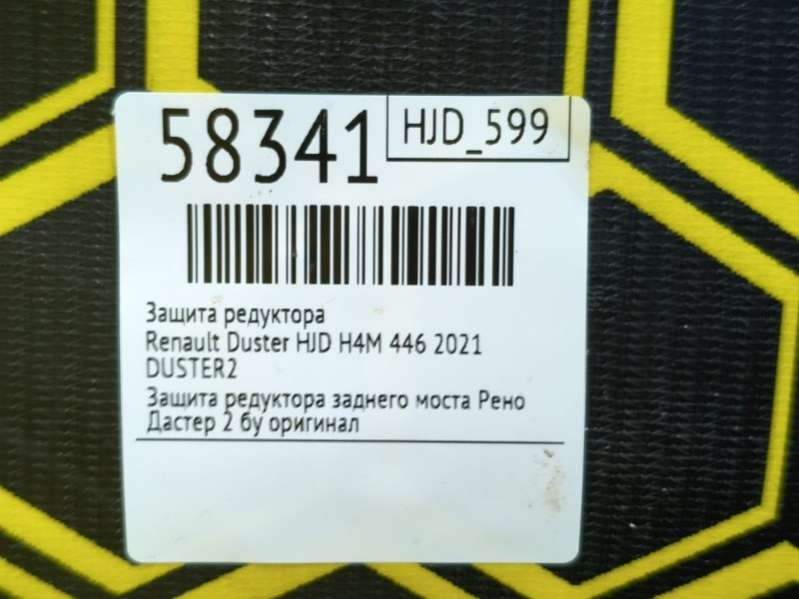 58341
HJD_599
Защита редуктора
Renault Duster HJD H4M 446 2021
DUSTER2
Защита редуктора заднего моста Рено
Дастер 2 бу оригинал